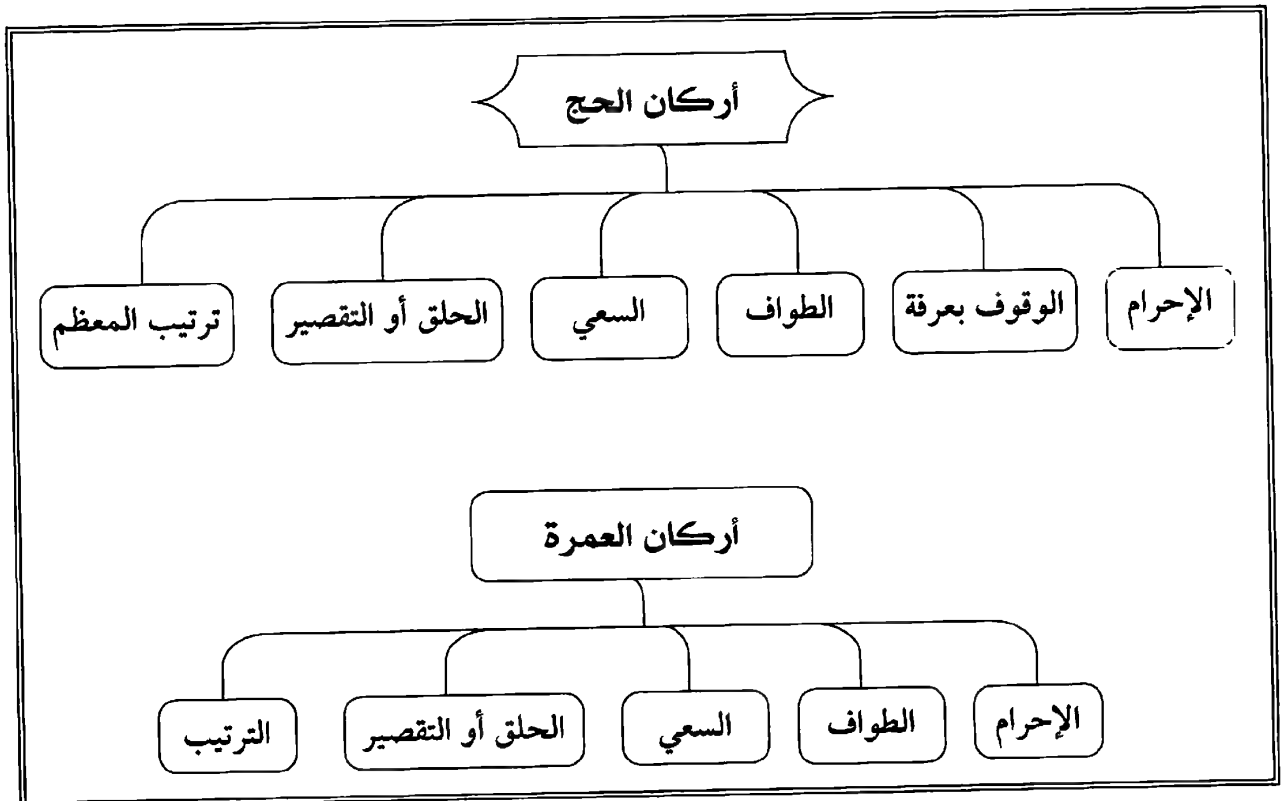 أركان الحج
الإحرام
الوقوف بعرفة
الطواف
السعي
الحلق أو التقصير
ترتيب المعظم
أركان العمرة
الإحرام
الطواف
السعي
الحلق أو التقصير
الترتيب